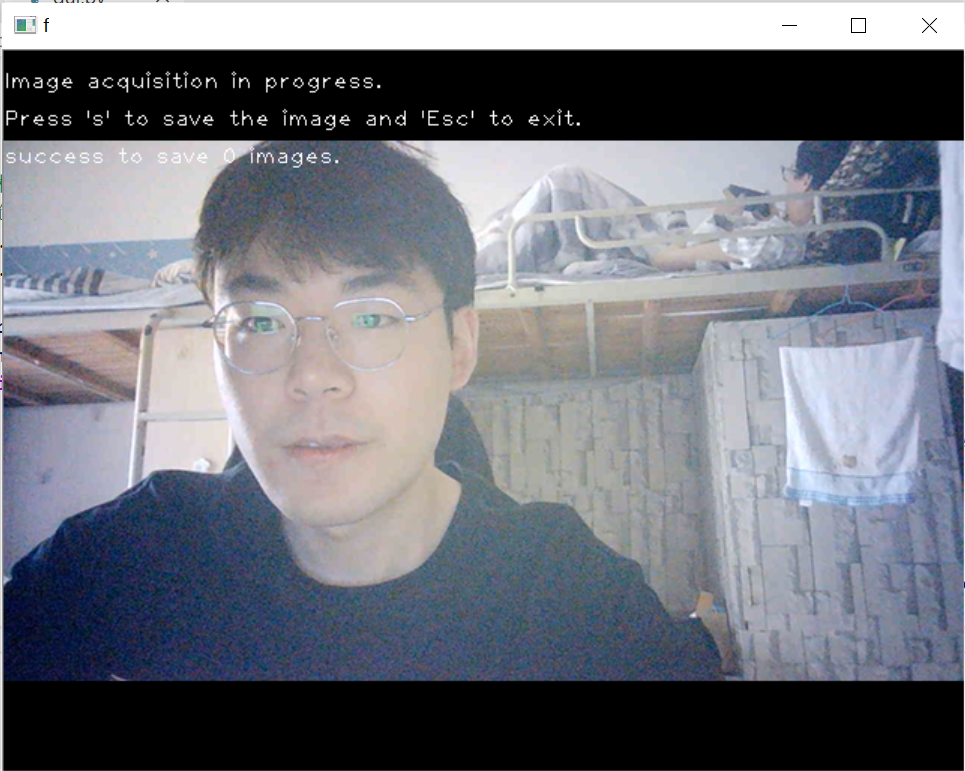 f
Image acquisition in progress.
Press 's' to save the image and 'Esc' to exit.
success to save 0 images.